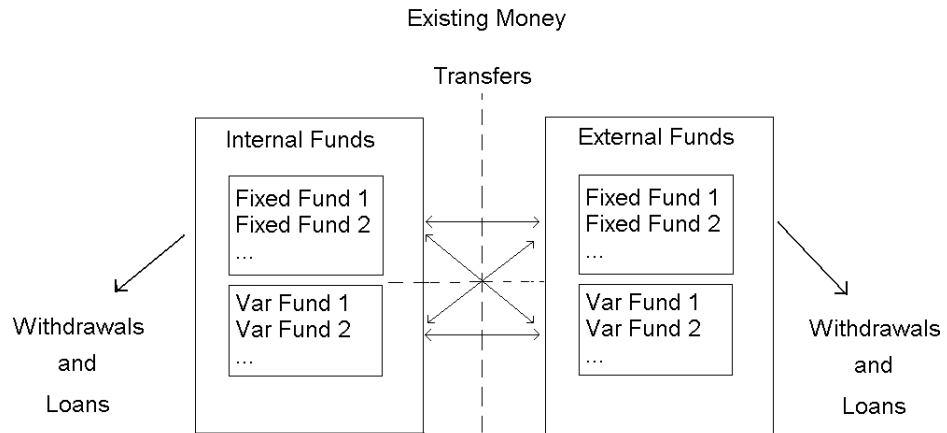 Existing Money
Transfers
Internal Funds
Fixed Fund 1
Fixed Fund 2
...
Var Fund 1
Var Fund 2
...
External Funds
Fixed Fund 1
Fixed Fund 2
...
Var Fund 1
Var Fund 2
...
Withdrawals
and
Loans
Withdrawals
and
Loans